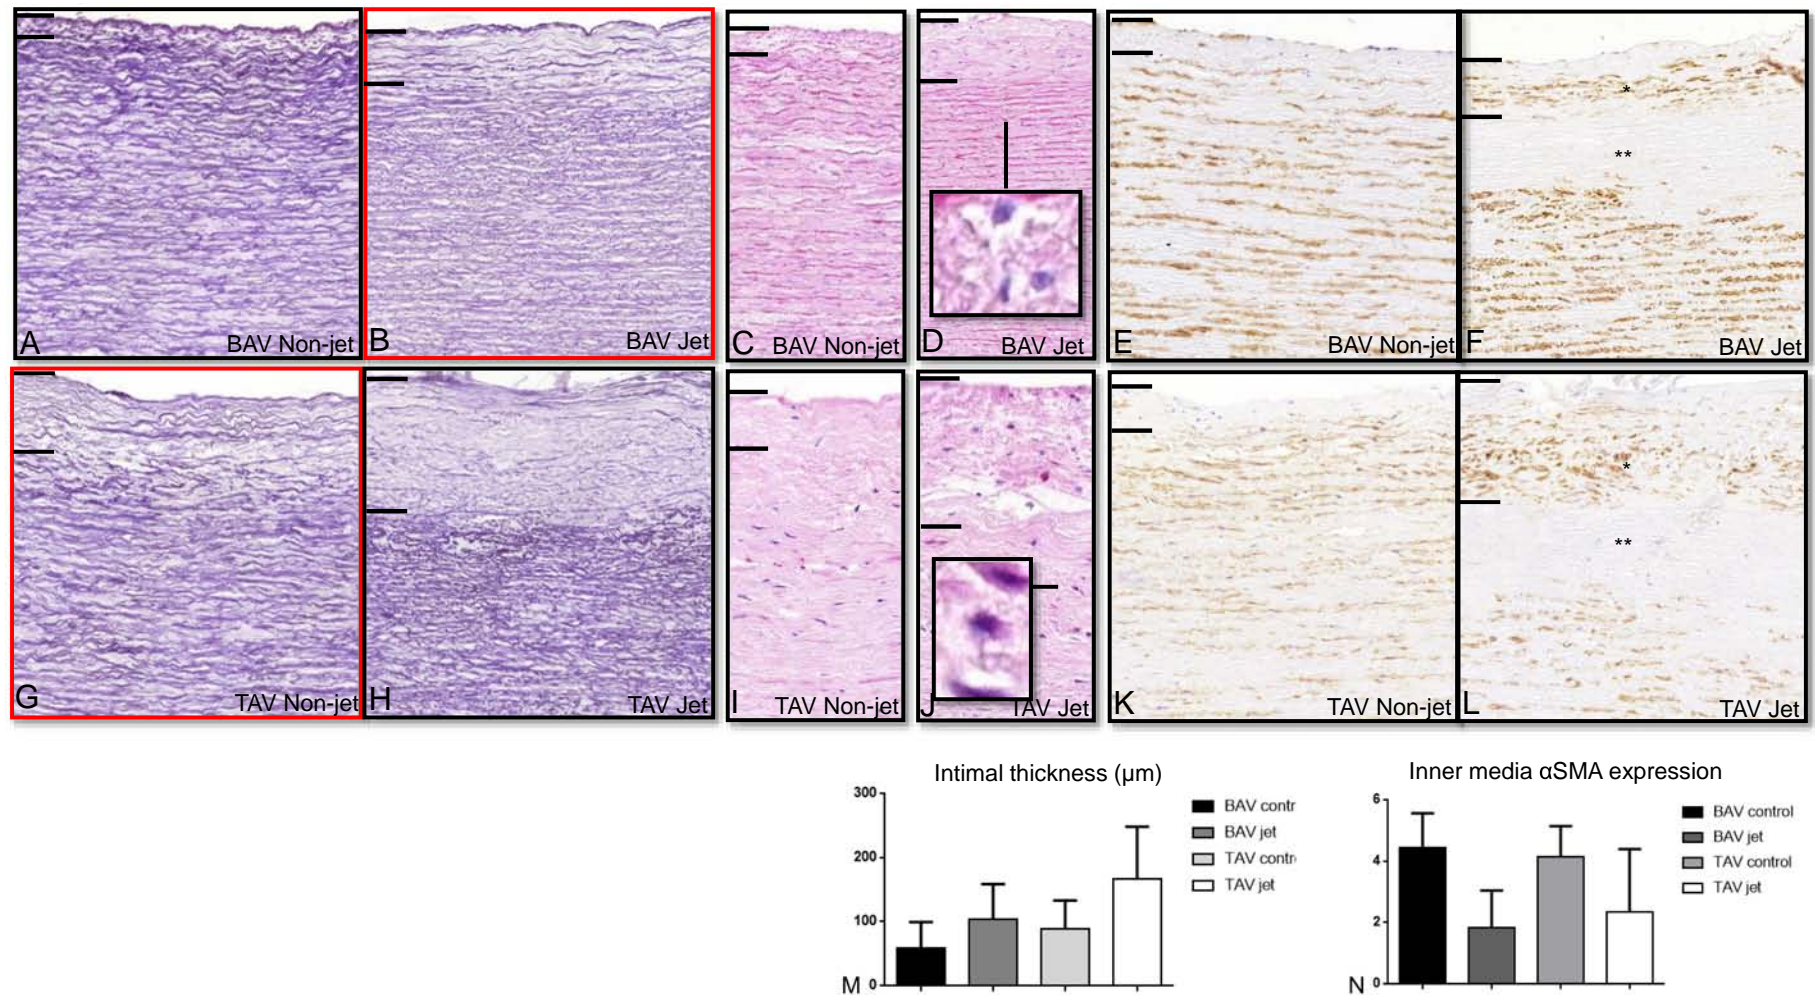 A BAV Non-jet
B BAV Jet
C BAV Non-jet
D BAV Jet
E BAV Non-jet
F BAV Jet
*
**
G TAV Non-jet
H TAV Jet
I TAV Non-jet
J TAV Jet
K TAV Non-jet
L TAV Jet
*
**
Intimal thickness (µm)
300
200
100
0
M
BAV contr
BAV jet
TAV contr
TAV jet
Inner media αSMA expression
6
4
2
0
N
BAV control
BAV jet
TAV control
TAV jet